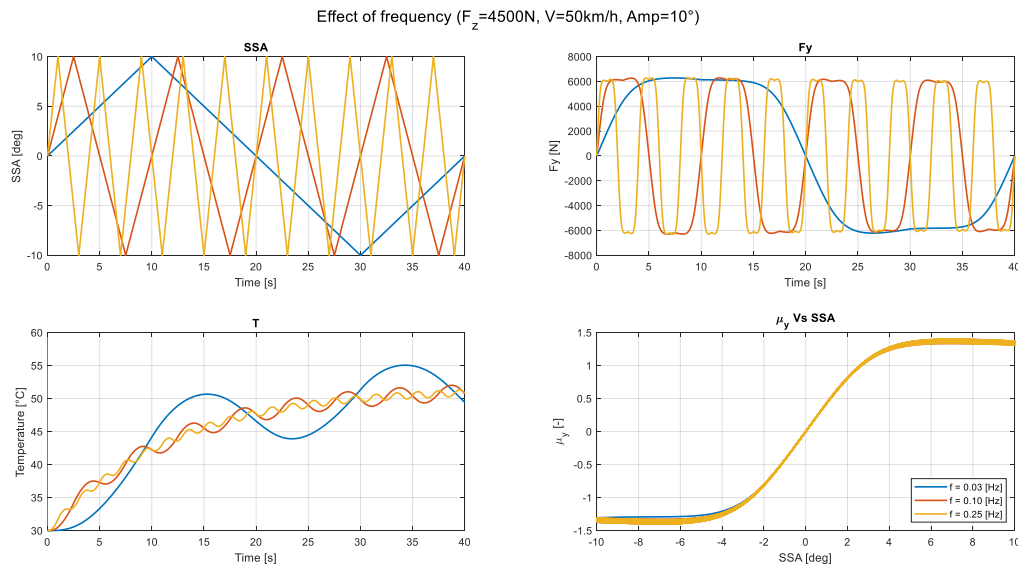 Effect of frequency (Fz=4500N, V=50km/h, Amp=10°)
SSA
10
5
0
-5
-10
SSA [deg]
0 5 10 15 20 25 30 35 40
Time [s]
Fy
8000
6000
4000
2000
0
-2000
-4000
-6000
-8000
Fy [N]
0 5 10 15 20 25 30 35 40
Time [s]
T
60
55
50
45
40
35
30
Temperature [°C]
0 5 10 15 20 25 30 35 40
Time [s]
μy Vs SSA
1.5
1
0.5
0
-0.5
-1
-1.5
μy [-]
f = 0.03 [Hz]
f = 0.10 [Hz]
f = 0.25 [Hz]
-10 -8 -6 -4 -2 0 2 4 6 8 10
SSA [deg]